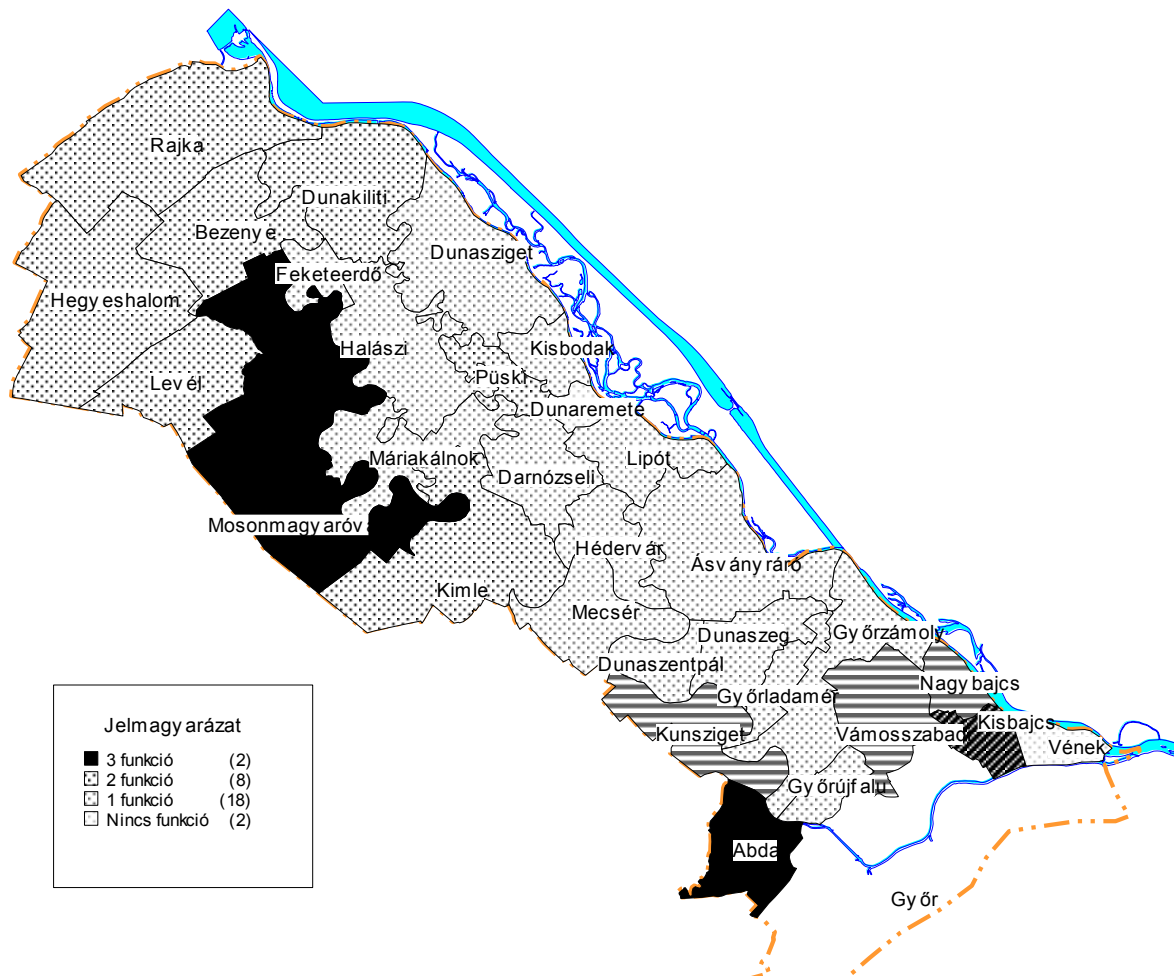 Rajka
Dunakiliti
Bezenye
Dunasziget
Feketeerdő
Hegyeshalom
Halászi
Kisbodak
Levél
Püski
Dunaremete
Máriakálnok
Lipót
Darnózseli
Mosonmagyaróv
Hédervár
Ásványráró
Kimle
Mecsér
Dunaszeg
Győrzámoly
Dunaszentpál
Nagybajcs
Győrladamér
Kisbajcs
Kunsziget
Vámosszabad
Vének
Győrújfalu
Abda
Győr
Jelmagyarázat
3 funkció (2)
2 funkció (8)
1 funkció (18)
Nincs funkció (2)